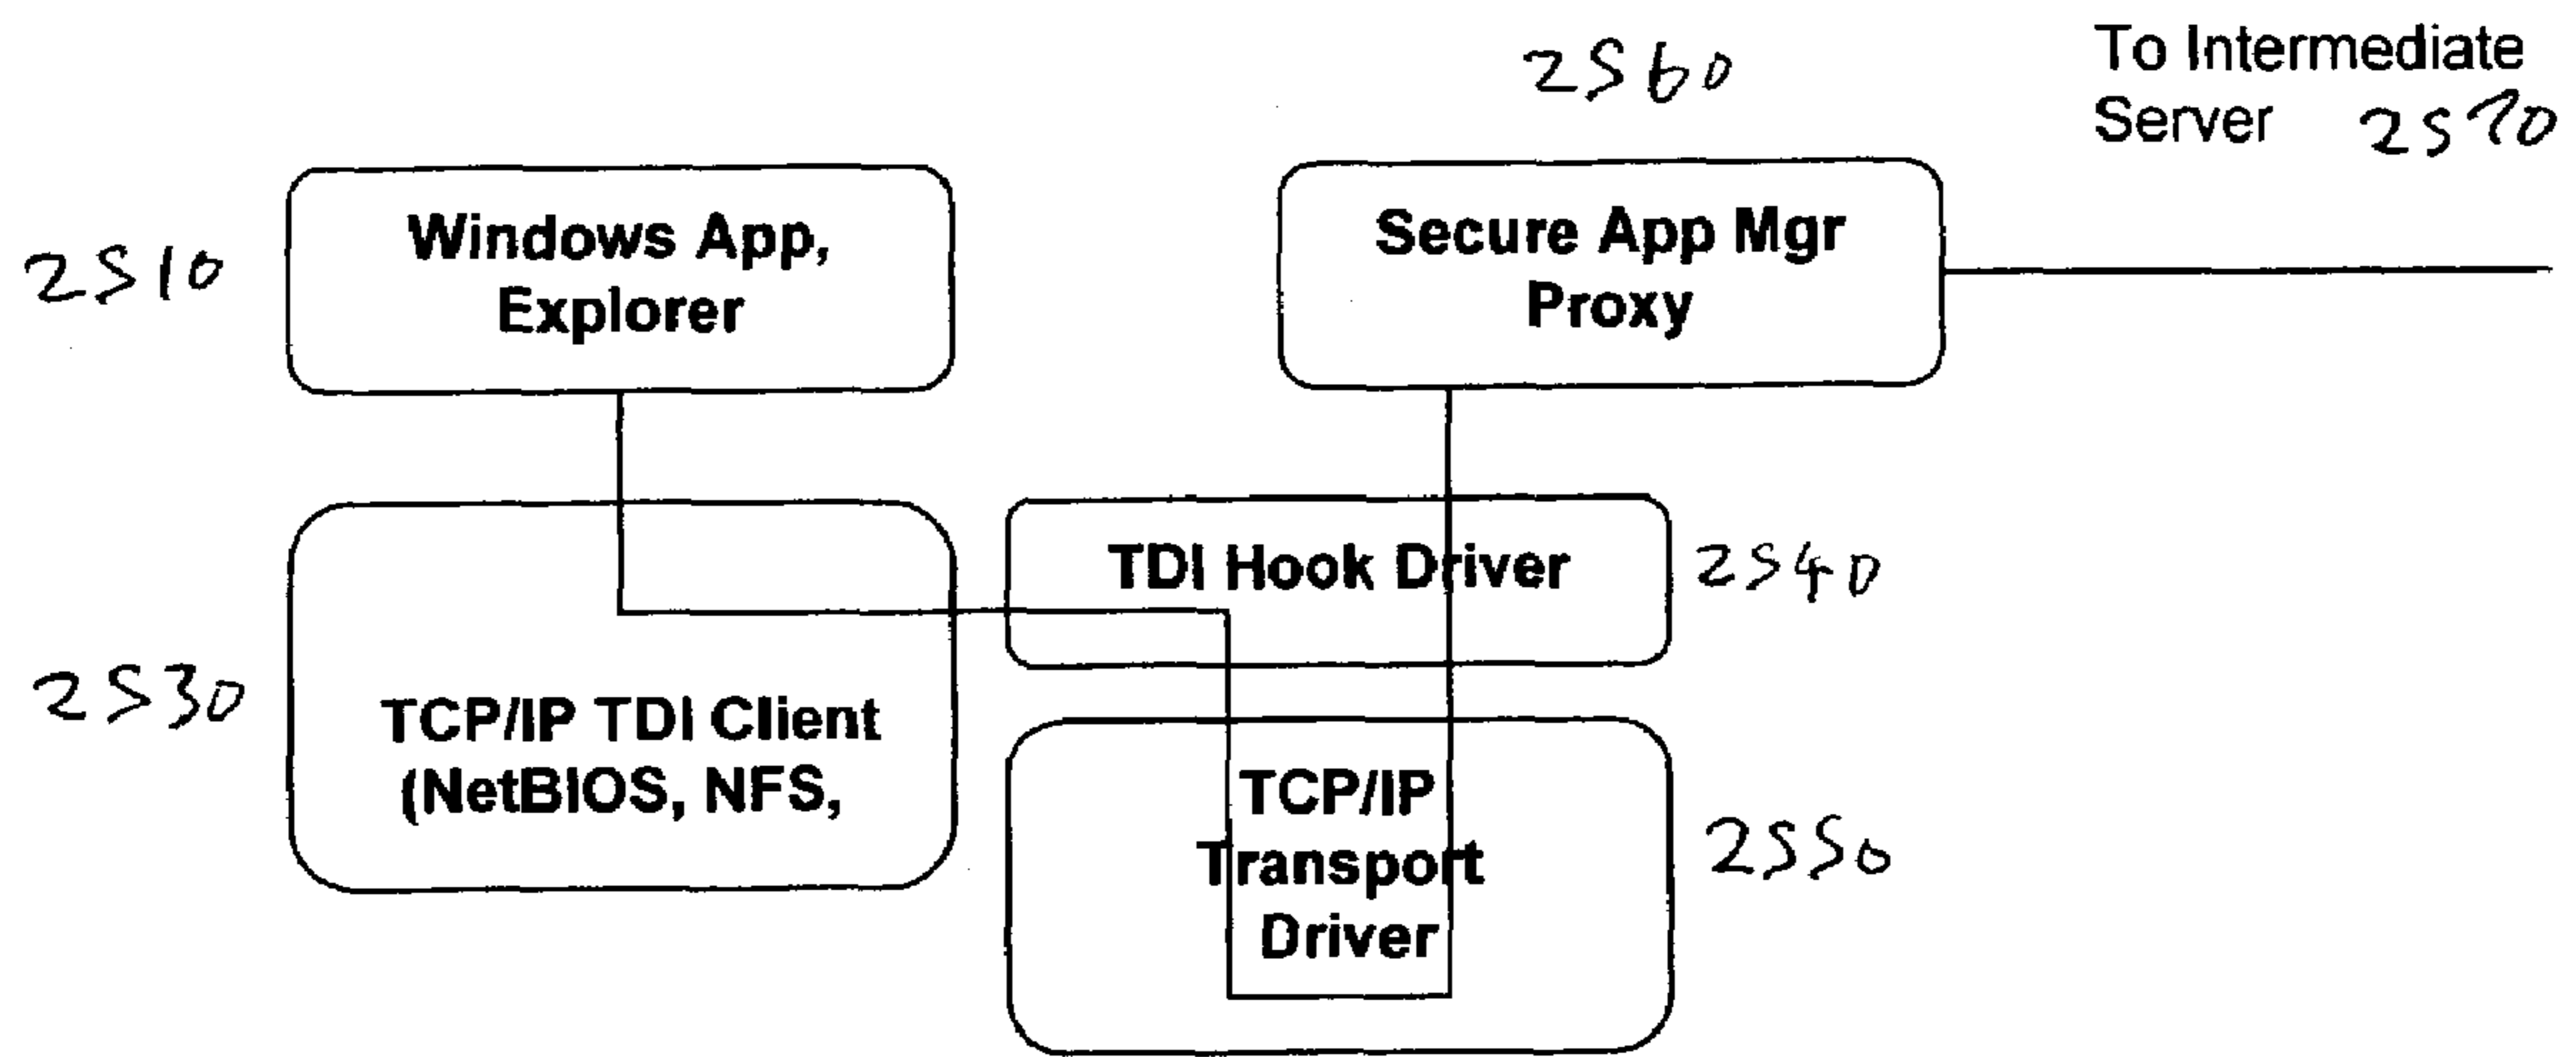 2560
To Intermediate
Server 2570
2510
Windows App,
Explorer
Secure App Mgr
Proxy
TDI Hook Driver
2540
2530
TCP/IP TDI Client
(NetBIOS, NFS,
TCP/IP
Transport
Driver
2550